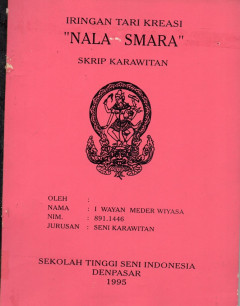 IRINGAN TARI KREASI
"NALA SMARA"
SKRIP KARAWITAN
OLEH :
NAMA : I WAYAN MEDER WIYASA
NIM. : 891.1446
JURUSAN : SENI KARAWITAN
SEKOLAH TINGGI SENI INDONESIA
DENPASAR
1995